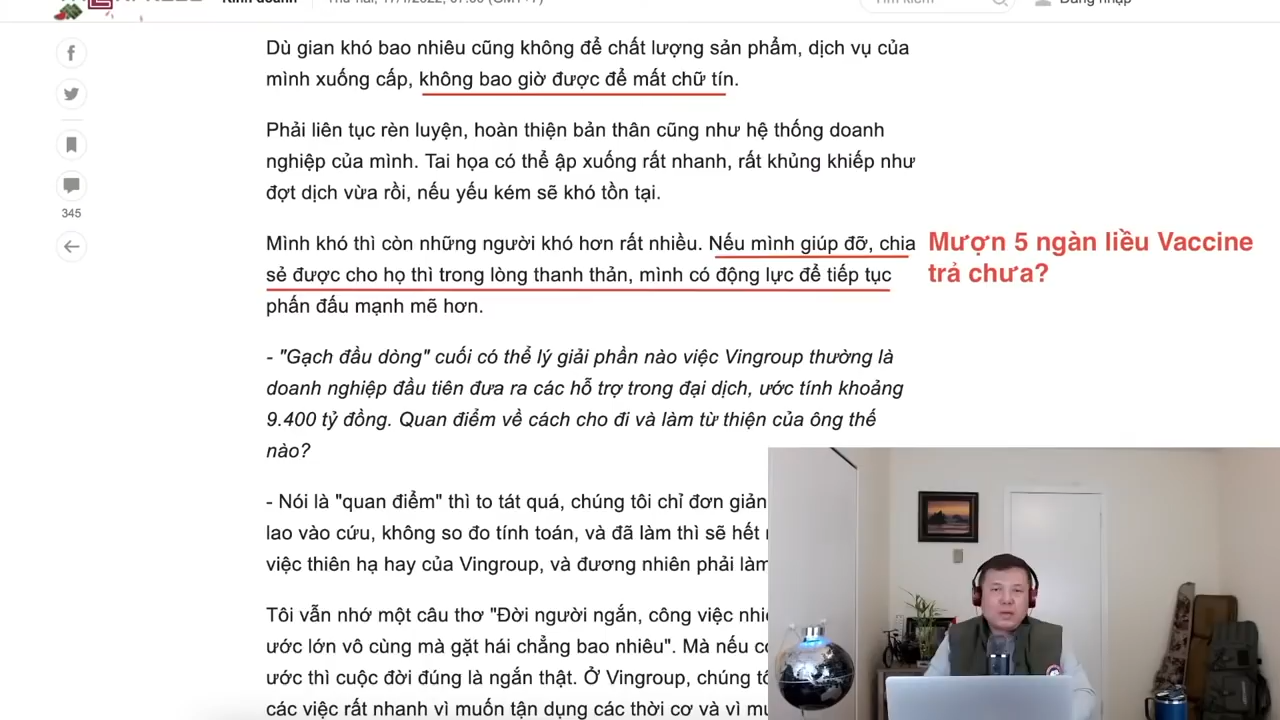 Kinh doanh
Dù gian khó bao nhiêu cũng không để chất lượng sản phẩm, dịch vụ của
mình xuống cấp, không bao giờ được để mất chữ tín.
Phải liên tục rèn luyện, hoàn thiện bản thân cũng như hệ thống doanh
nghiệp của mình. Tai họa có thể ập xuống rất nhanh, rất khủng khiếp như
đợt dịch vừa rồi, nếu yếu kém sẽ khó tồn tại.
345
Mình khó thì còn những người khó hơn rất nhiều. Nếu mình giúp đỡ, chia
sẻ được cho họ thì trong lòng thanh thản, mình có động lực để tiếp tục
phấn đấu mạnh mẽ hơn.
Mượn 5 ngàn liều Vaccine
trả chưa?
- "Gạch đầu dòng" cuối có thể lý giải phần nào việc Vingroup thường là
doanh nghiệp đầu tiên đưa ra các hỗ trợ trong đại dịch, ước tính khoảng
9.400 tỷ đồng. Quan điểm về cách cho đi và làm từ thiện của ông thế
nào?
- Nói là "quan điểm" thì to tát quá, chúng tôi chỉ đơn giản
lao vào cứu, không so đo tính toán, và đã làm thì sẽ hết
việc thiên hạ hay của Vingroup, và đương nhiên phải làm
Tôi vẫn nhớ một câu thơ "Đời người ngắn, công việc
ước lớn vô cùng mà gặt hái chẳng bao nhiêu". Mà nếu
ước thì cuộc đời đúng là ngắn thật. Ở Vingroup, chúng
các việc rất nhanh vì muốn tận dụng các thời cơ và vì